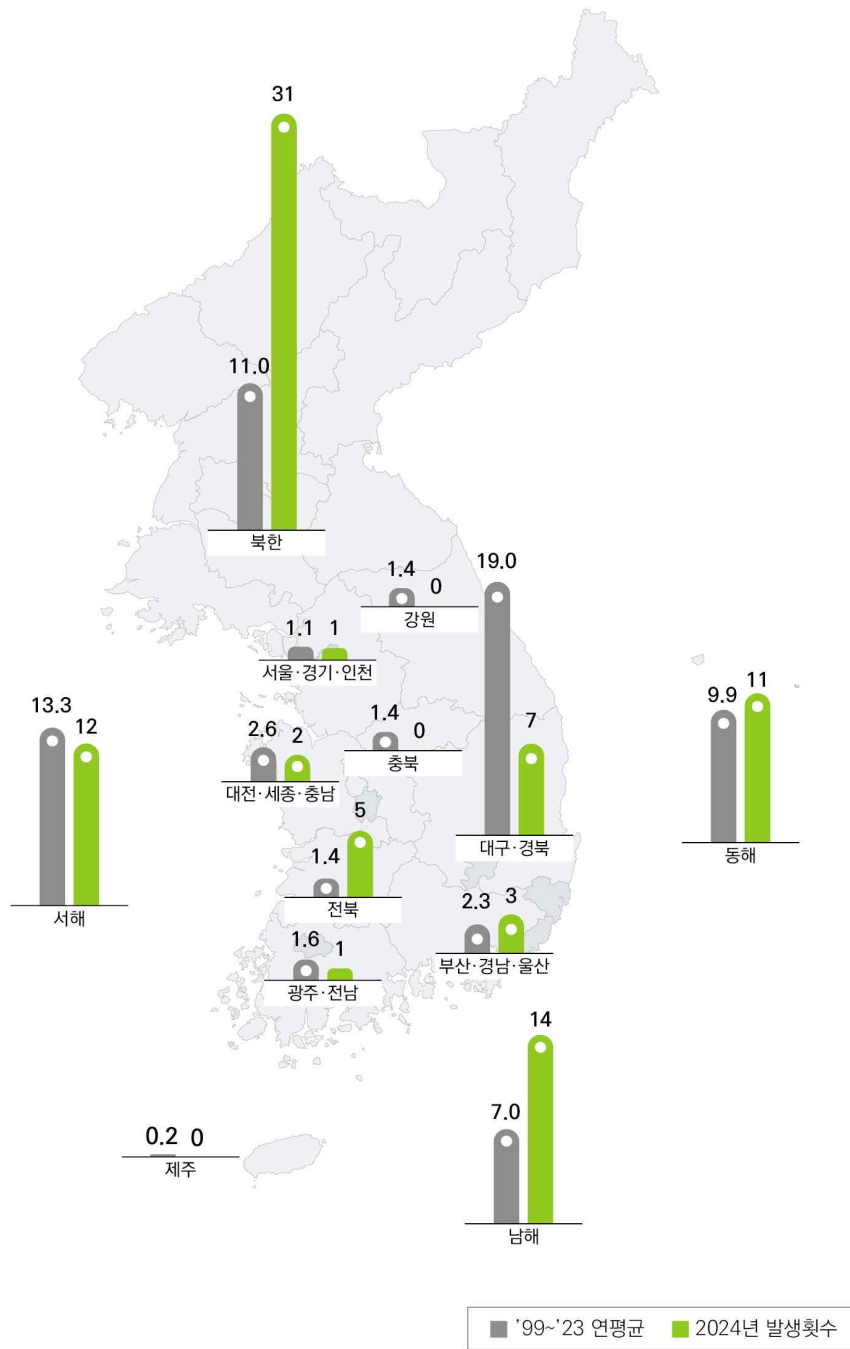 31
11.0
북한
1.4 0
강원
19.0 7
대구·경북
1.1 1
서울·경기·인천
13.3 12
서해
2.6 2
대전·세종·충남
1.4 0
충북
9.9 11
동해
1.4 5
전북
2.3 3
부산·경남·울산
1.6 1
광주·전남
7.0 14
남해
0.2 0
제주
’99~’23 연평균 2024년 발생횟수